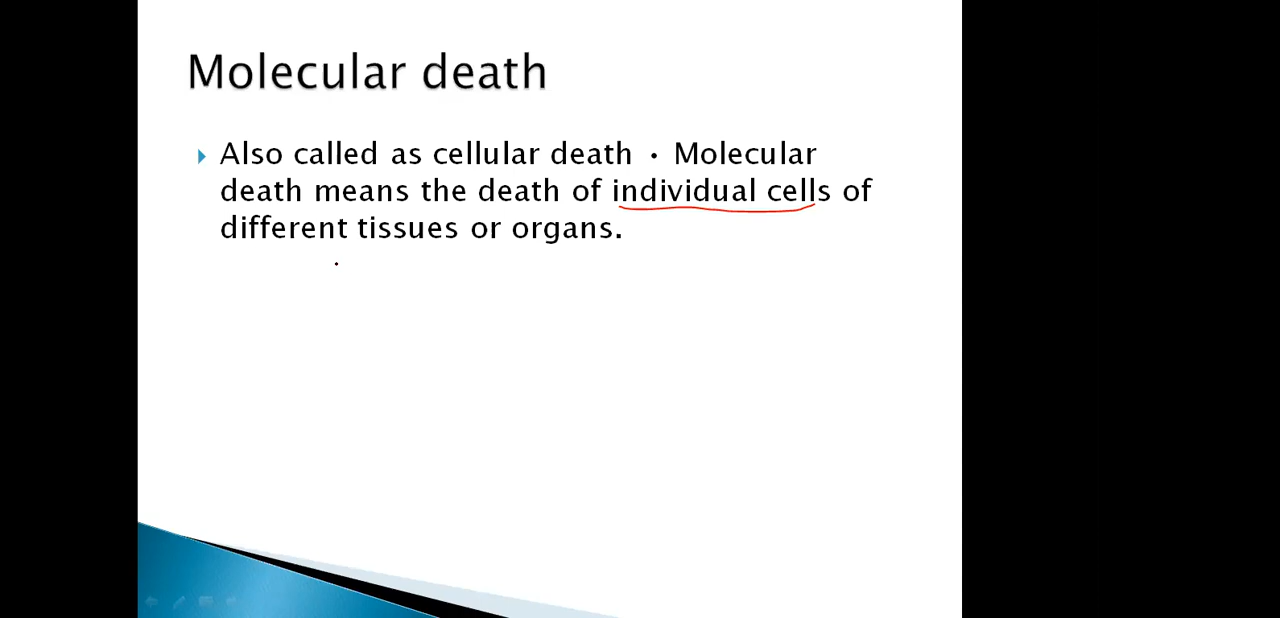 Molecular death
Also called as cellular death • Molecular
death means the death of individual cells of
different tissues or organs.